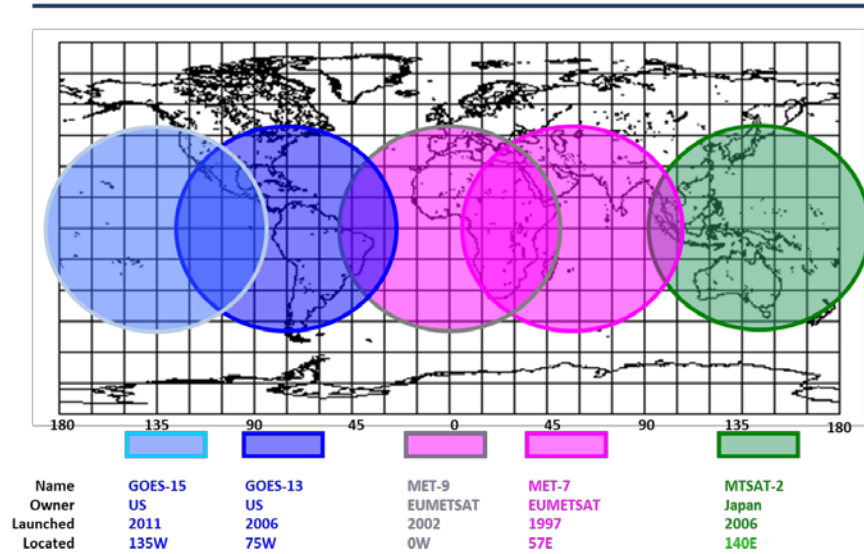 180 135 90 45 0 45 90 135 180
Name GOES-15 GOES-13 MET-9 MET-7 MTSAT-2
Owner US US EUMETSAT EUMETSAT Japan
Launched 2011 2006 2002 1997 2006
Located 135W 75W 0W 57E 140E